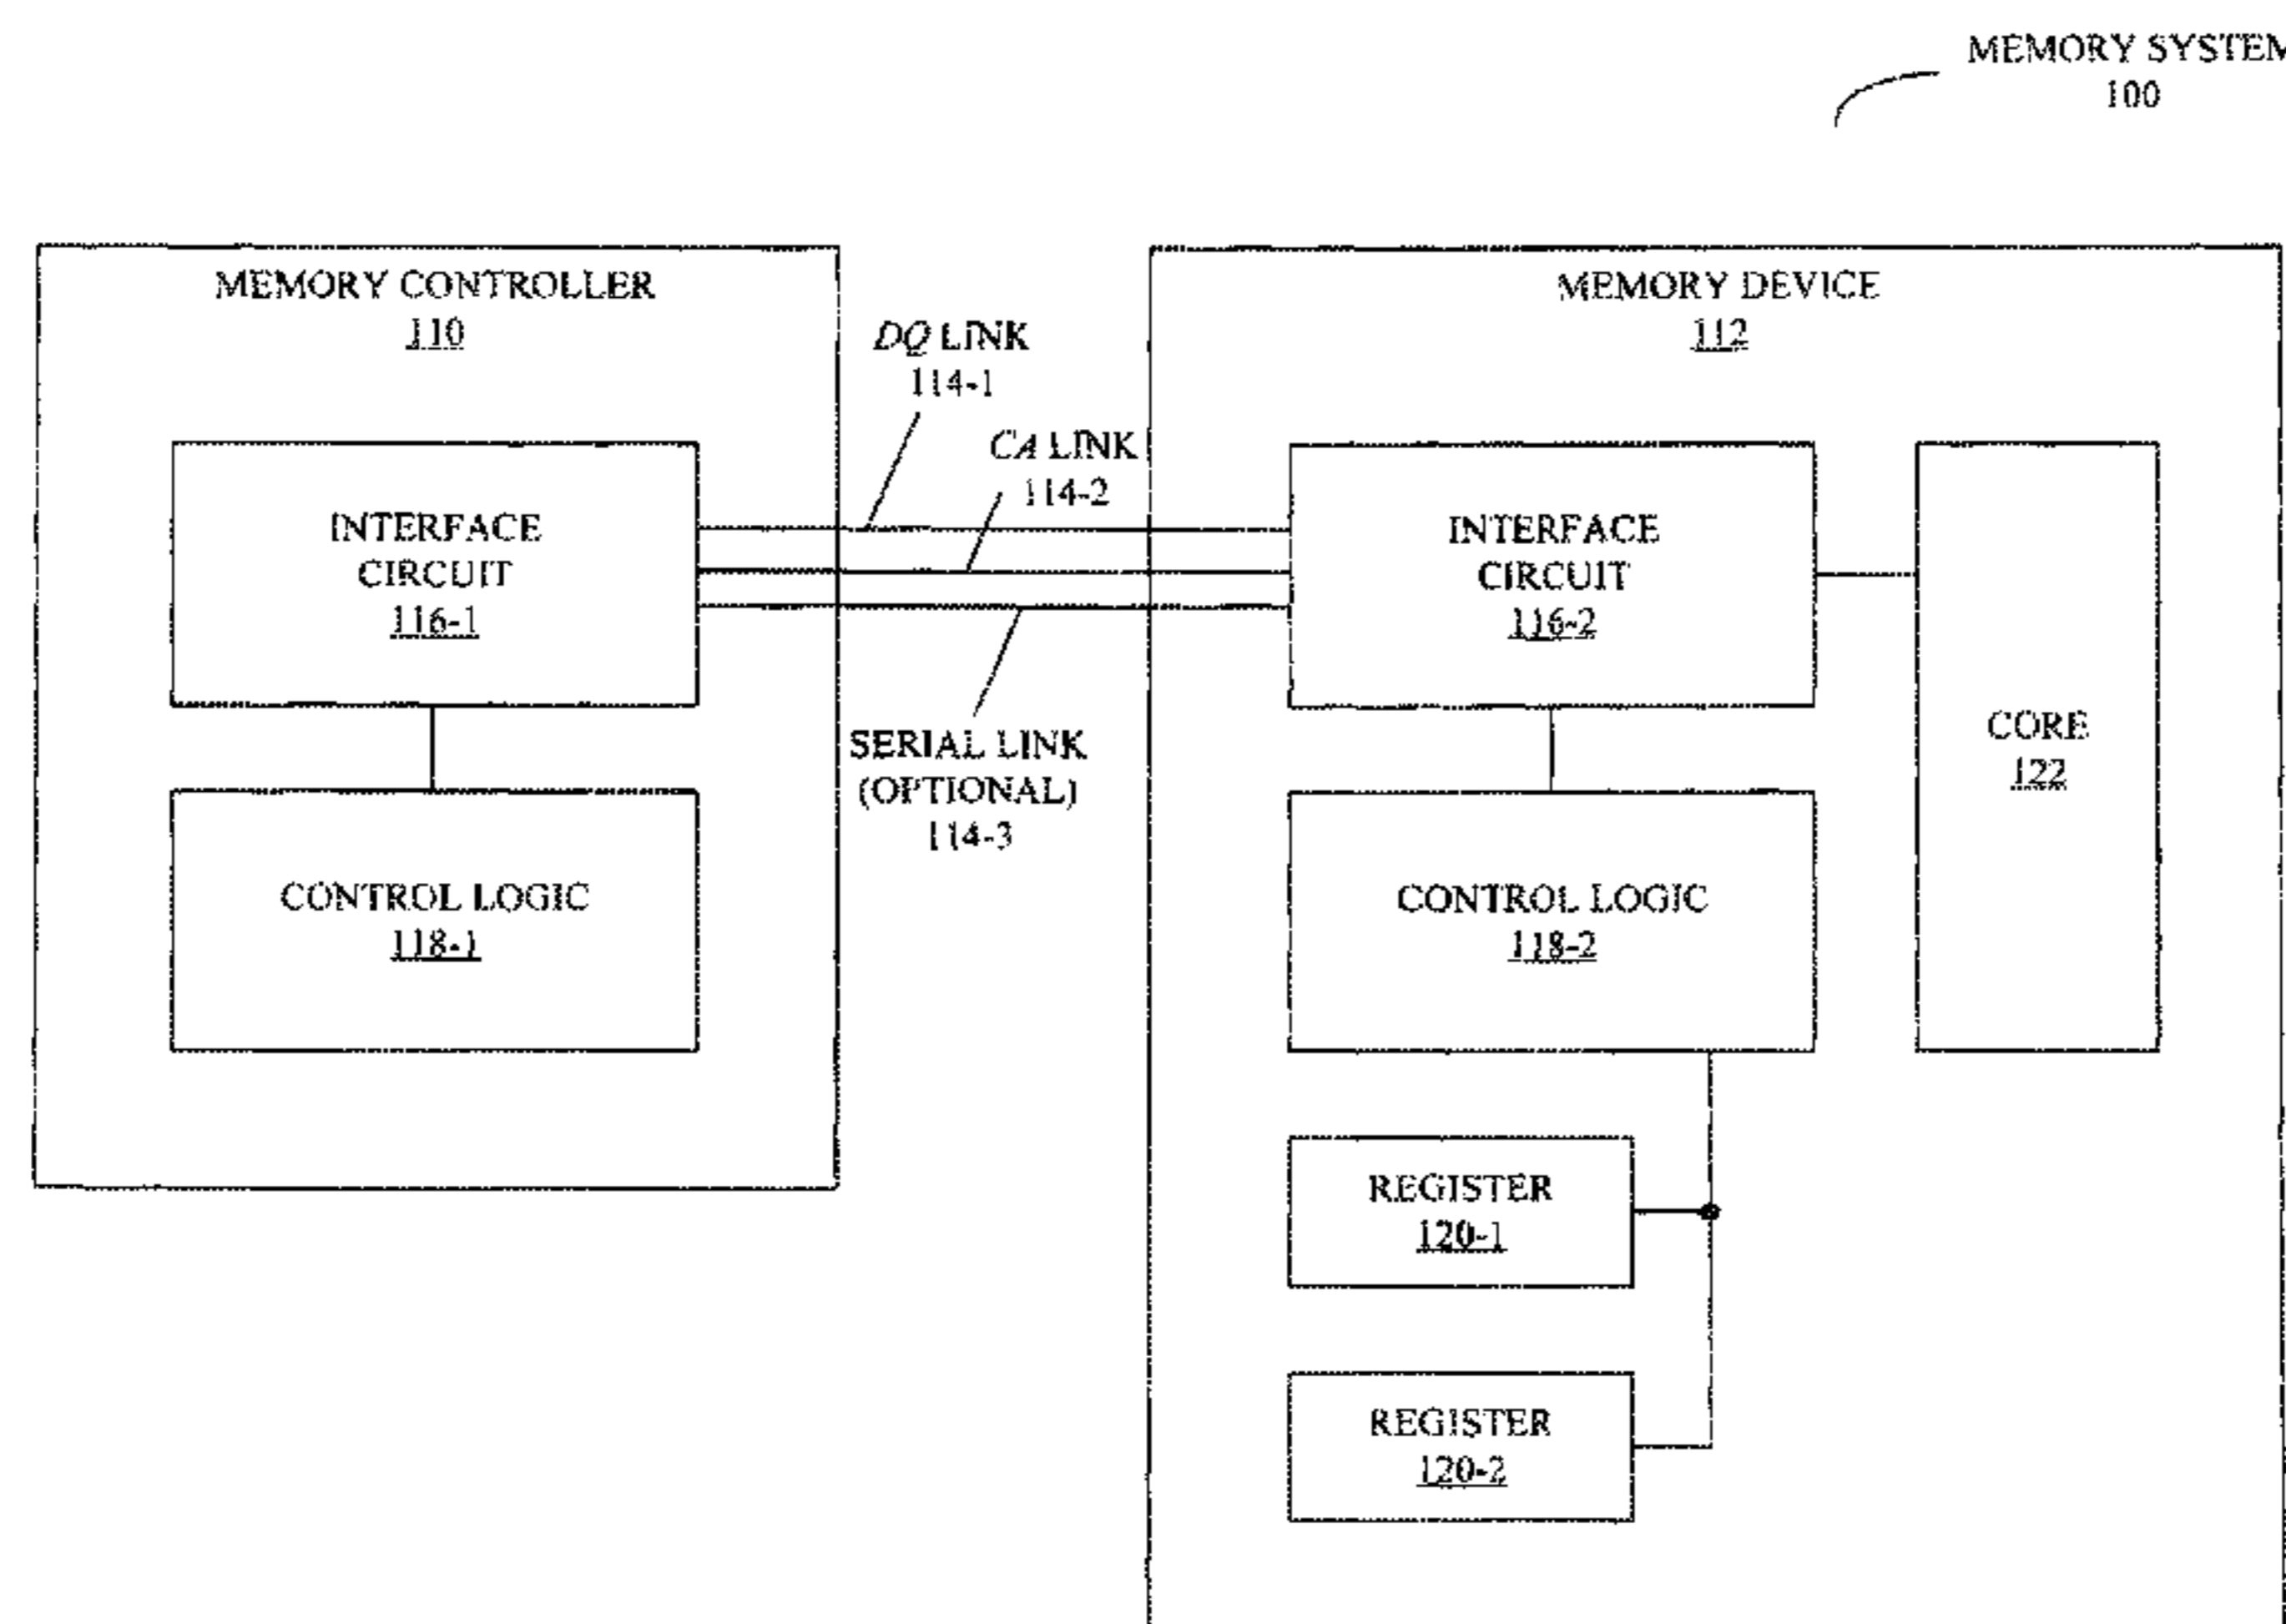 MEMORY SYSTEM
100
MEMORY CONTROLLER
110
DQ LINK
114-1
CA LINK
114-2
SERIAL LINK
(OPTIONAL)
114-3
INTERFACE
CIRCUIT
116-1
CONTROL LOGIC
118-1
MEMORY DEVICE
112
INTERFACE
CIRCUIT
116-2
CORE
122
CONTROL LOGIC
118-2
REGISTER
120-1
REGISTER
120-2